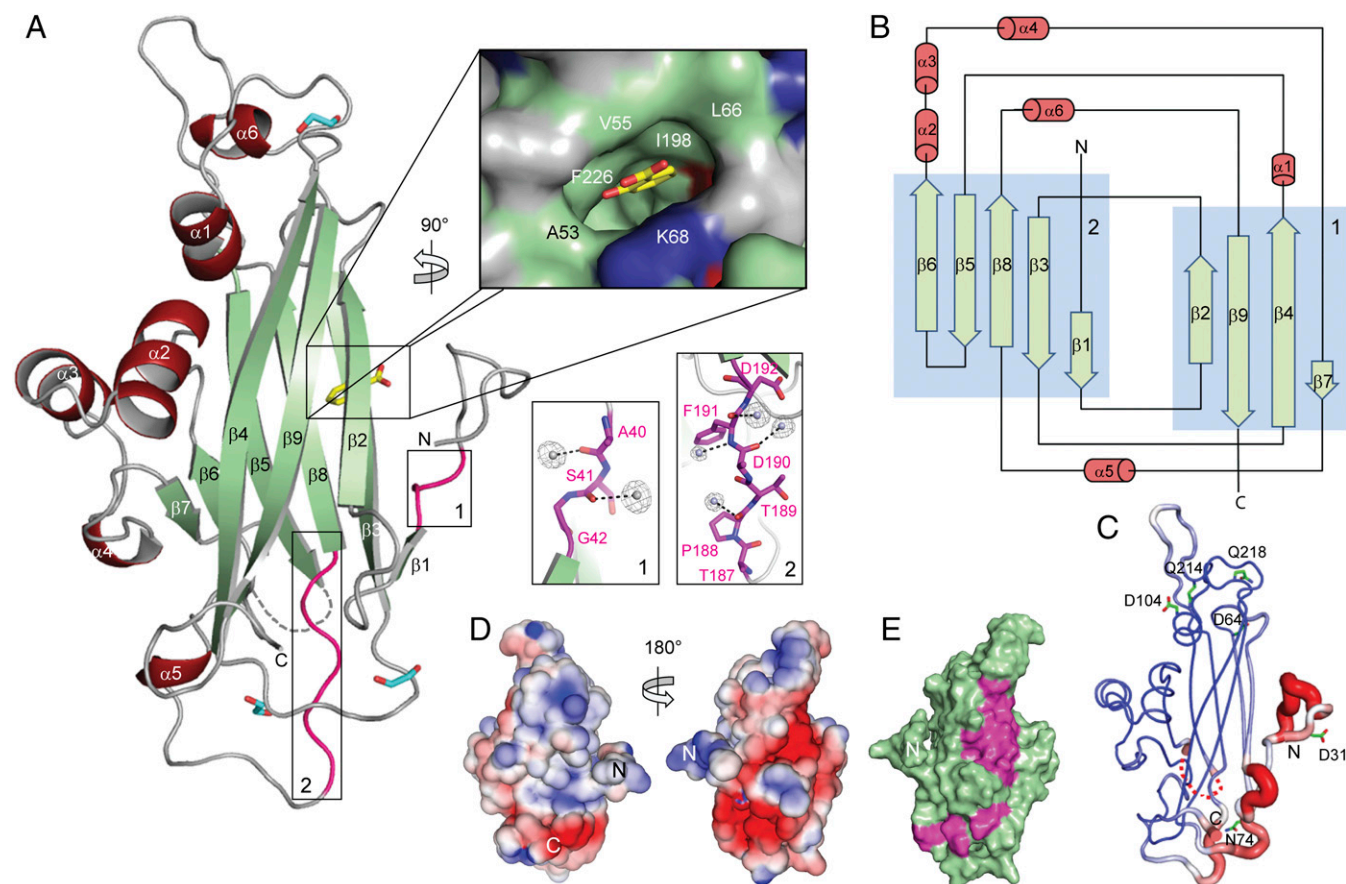 A
α6
α1
α2
α3
β4
β9
β2
β5
β8
β6
β7
α4
β3
β1
N
1
C
α5
2
90°
V55
L66
I198
F226
A53
K68
A40
S41
G42
1
D192
F191
D190
T189
P188
T187
2
B
α4
α3
α2
α6
N
α1
2
1
β6
β5
β8
β3
β1
β2
β9
β4
β7
α5
C
C
Q218
Q214
D104
D64
N
D31
C
N74
D
180°
N
C
N
E
N